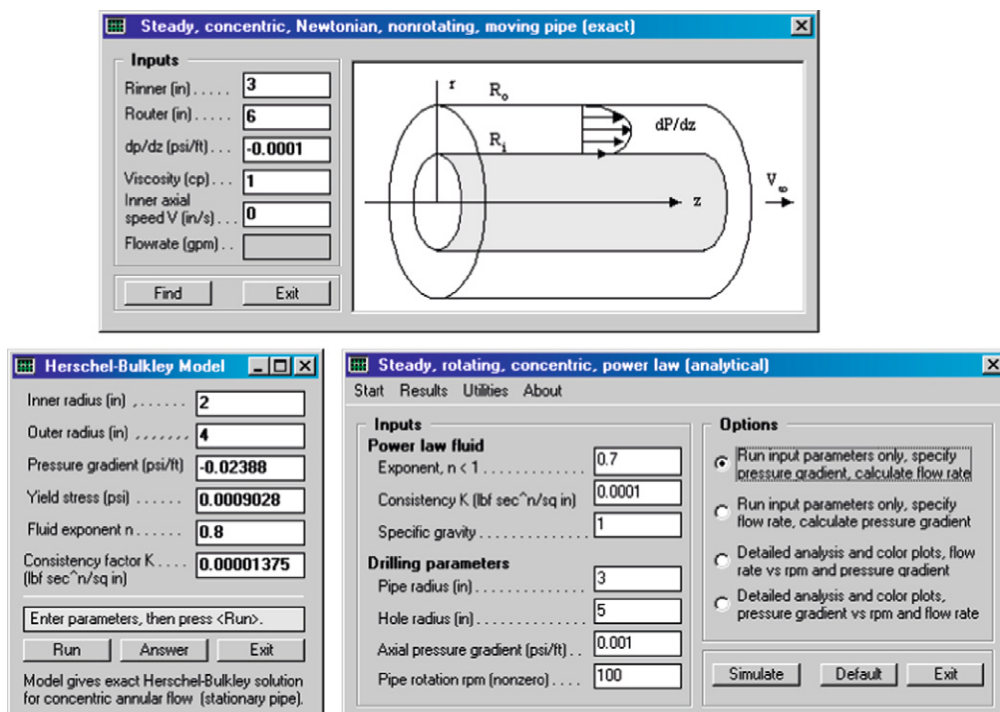 Steady, concentric, Newtonian, nonrotating, moving pipe (exact)
Inputs
Rinner (in) . . . . . 3
Router (in) . . . . . 6
dp/dz (psi/ft) . . . -0.0001
Viscosity (cp) . . . 1
Inner axial
speed V (in/s) . . . 0
Flowrate (gpm) . .
Find Exit
r
Ro
Ri
dP/dz
z
V∞
Herschel-Bulkley Model
Inner radius (in) , . . . . . . 2
Outer radius (in) , , , , , , , 4
Pressure gradient (psi/ft) -0.02388
Yield stress (psi) . . . . . . 0.0009028
Fluid exponent n . . . . . . 0.8
Consistency factor K . . . . 0.00001375
(lbf sec^n/sq in)
Enter parameters, then press <Run>.
Run Answer Exit
Model gives exact Herschel-Bulkley solution
for concentric annular flow (stationary pipe).
Steady, rotating, concentric, power law (analytical)
Start Results Utilities About
Inputs
Power law fluid
Exponent, n < 1 . . . . . . . . . . . . . 0.7
Consistency K (lbf sec^n/sq in) 0.0001
Specific gravity . . . . . . . . . . . . . . 1
Drilling parameters
Pipe radius (in) . . . . . . . . . . . . . . 3
Hole radius (in) . . . . . . . . . . . . . . 5
Axial pressure gradient (psi/ft) . . 0.001
Pipe rotation rpm (nonzero) . . . . 100
Options
Run input parameters only, specify
pressure gradient, calculate flow rate
Run input parameters only, specify
flow rate, calculate pressure gradient
Detailed analysis and color plots, flow
rate vs rpm and pressure gradient
Detailed analysis and color plots,
pressure gradient vs rpm and flow rate
Simulate Default Exit